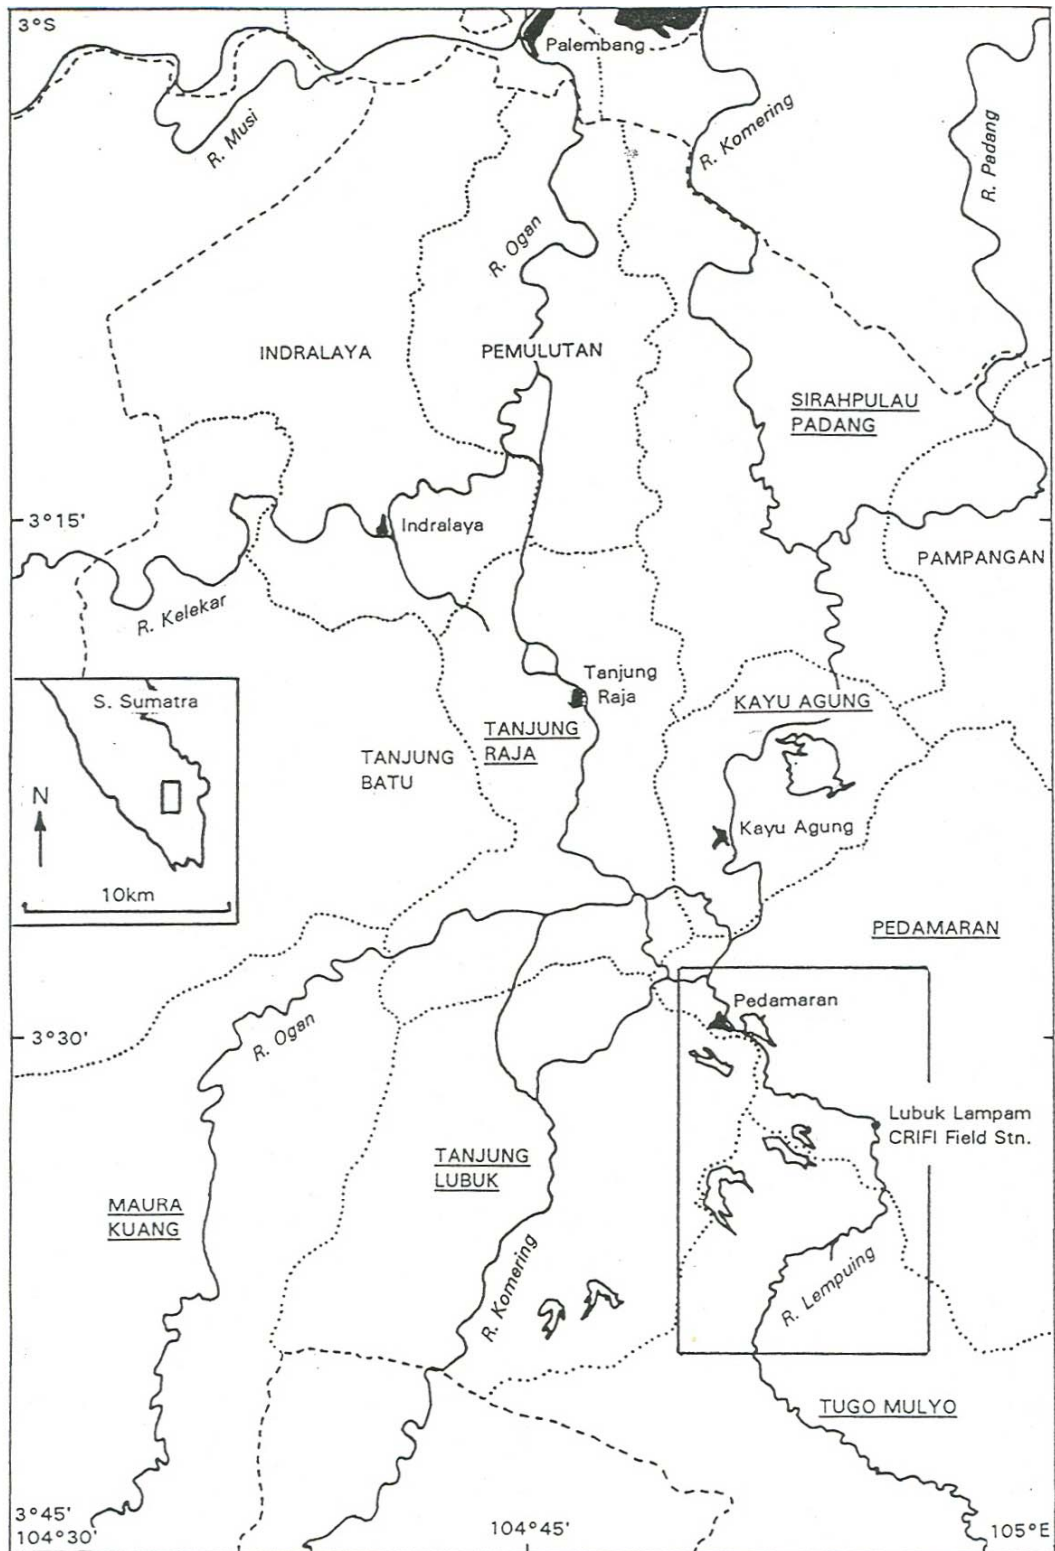 3°S
Palembang
R. Musi
R. Komering
R. Padang
R. Ogan
INDRALAYA
PEMULUTAN
SIRAHPULAU
PADANG
3°15'
Indralaya
PAMPANGAN
R. Kelekar
Tanjung
Raja
S. Sumatra
KAYU AGUNG
TANJUNG
RAJA
TANJUNG
BATU
N
Kayu Agung
10km
PEDAMARAN
Pedamaran
3°30'
R. Ogan
Lubuk Lampam
CRIFI Field Stn.
TANJUNG
LUBUK
MAURA
KUANG
R. Komering
R. Lempuing
TUGO MULYO
3°45'
104°30'
104°45'
105°E